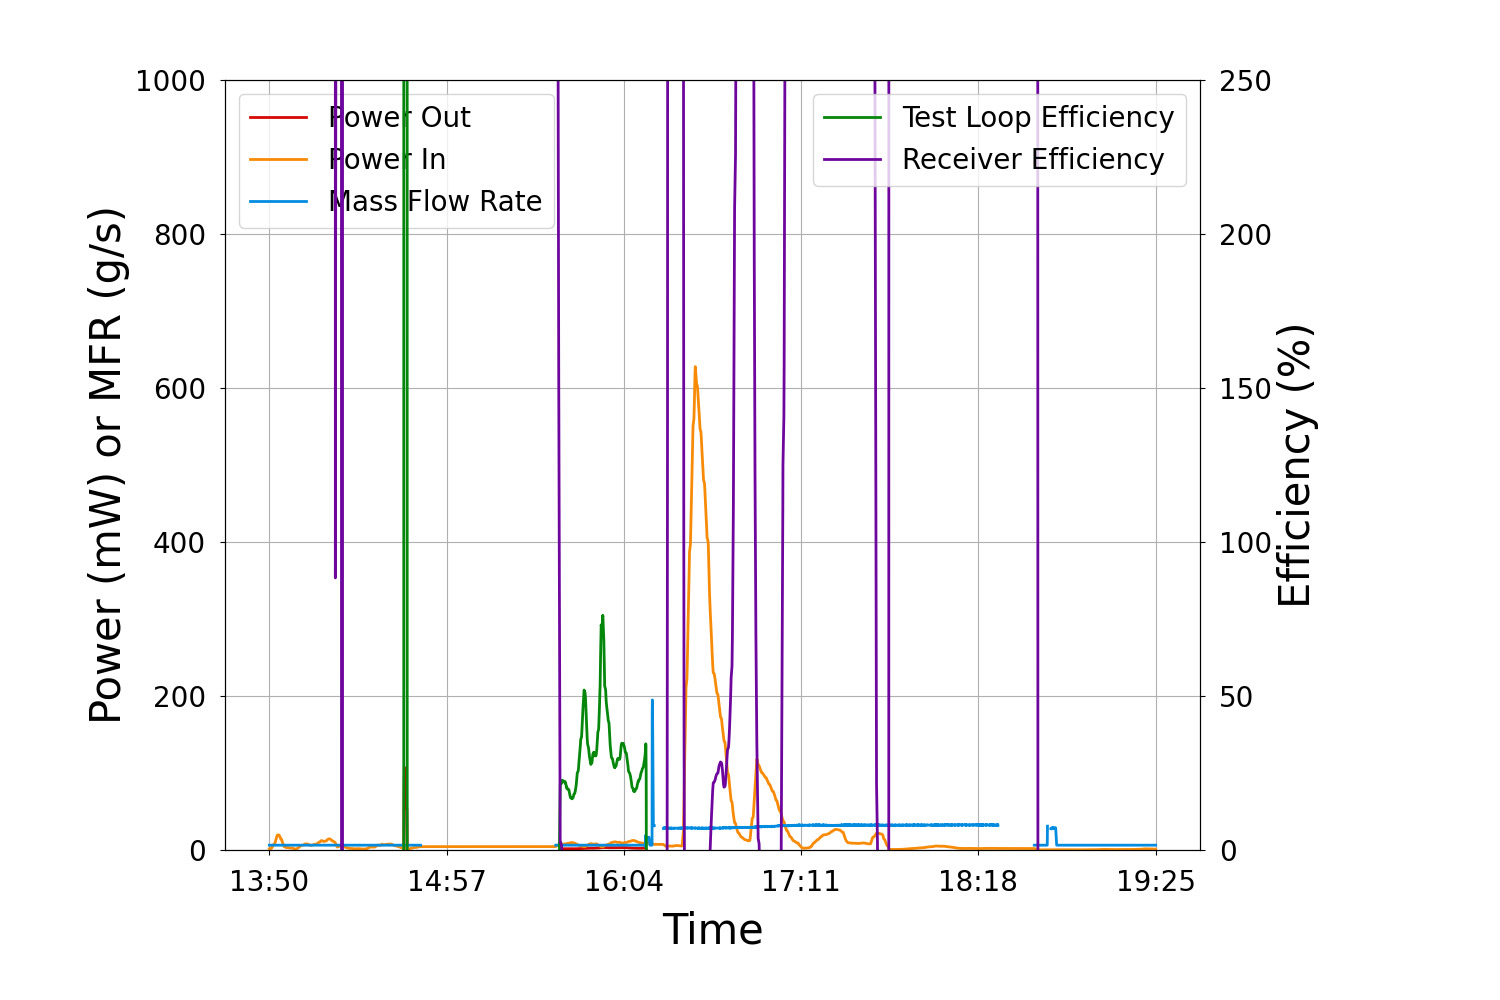 1000
800
600
400
200
0
Power (mW) or MFR (g/s)
Power Out
Power In
Mass Flow Rate
Test Loop Efficiency
Receiver Efficiency
250
200
150
100
50
0
Efficiency (%)
13:50 14:57 16:04 17:11 18:18 19:25
Time